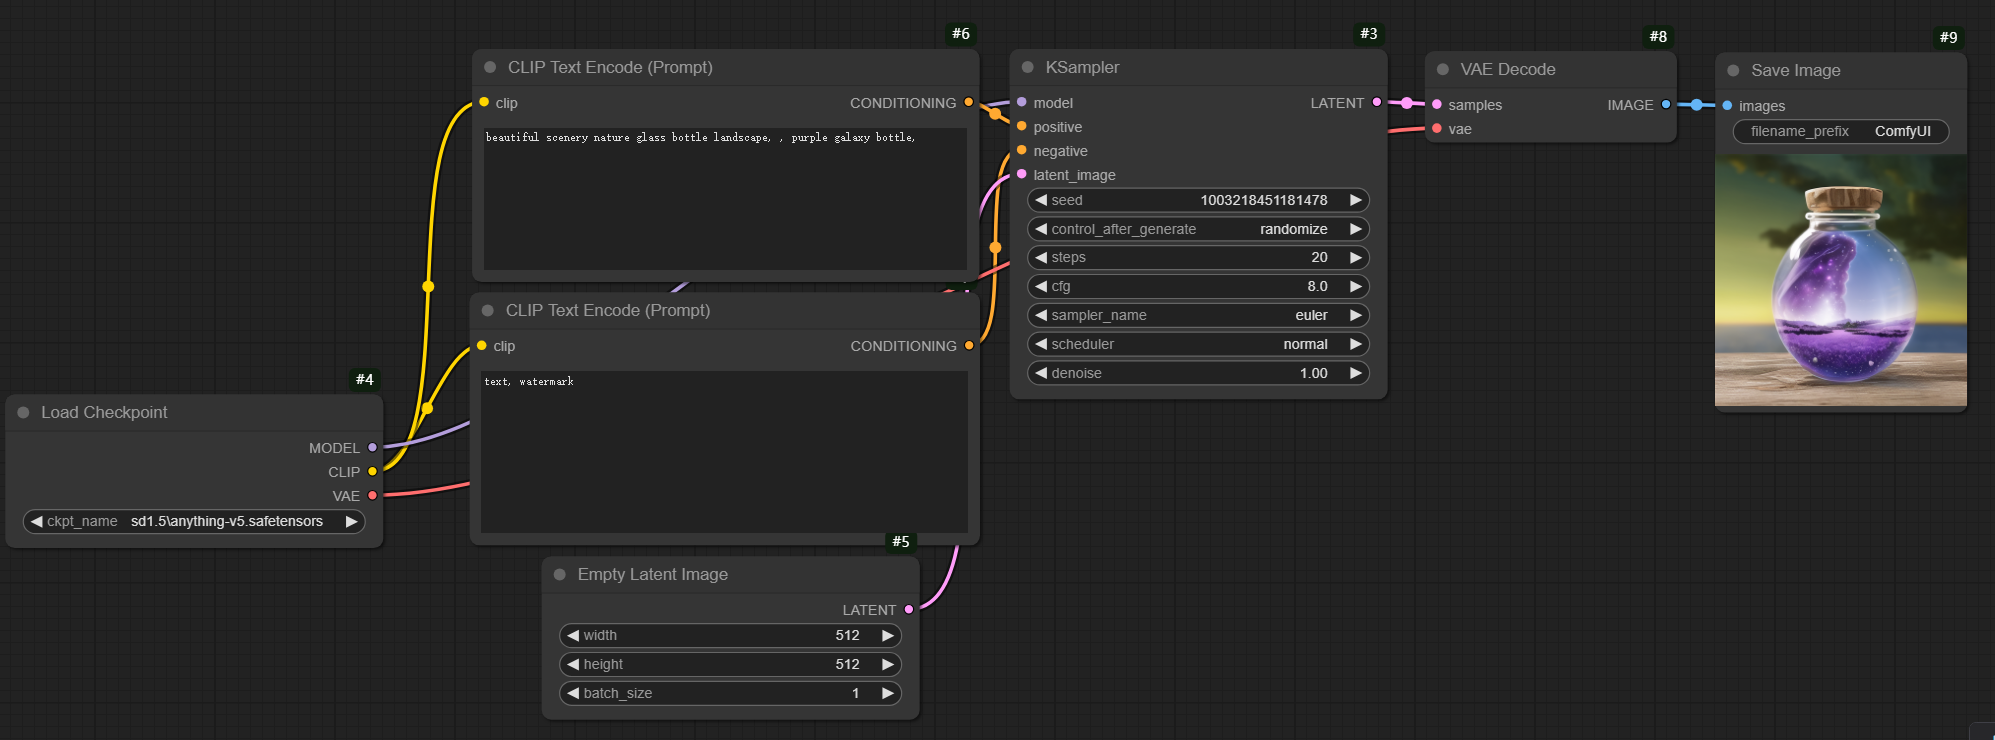 #6
CLIP Text Encode (Prompt)
clip
CONDITIONING
beautiful scenery nature glass bottle landscape, , purple galaxy bottle,
CLIP Text Encode (Prompt)
clip
CONDITIONING
text, watermark
#4
Load Checkpoint
MODEL
CLIP
VAE
ckpt_name sd1.5\anything-v5.safetensors
#5
Empty Latent Image
LATENT
width 512
height 512
batch_size 1
#3
KSampler
model LATENT
positive
negative
latent_image
seed 1003218451181478
control_after_generate randomize
steps 20
cfg 8.0
sampler_name euler
scheduler normal
denoise 1.00
#8
VAE Decode
samples IMAGE
vae
#9
Save Image
images
filename_prefix ComfyUI